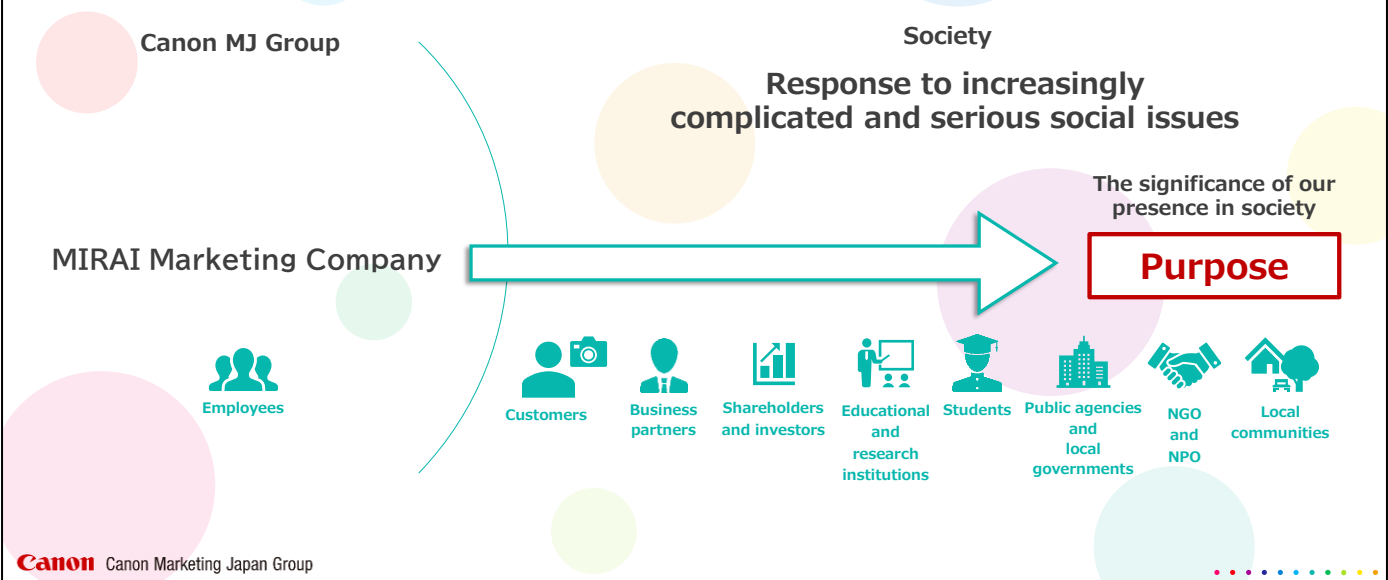 Canon MJ Group
Society
Response to increasingly
complicated and serious social issues
The significance of our
presence in society
MIRAI Marketing Company
Purpose
Employees
Customers
Business
partners
Shareholders
and investors
Educational
and
research
institutions
Students
Public agencies
and
local
governments
NGO
and
NPO
Local
communities
Canon Canon Marketing Japan Group